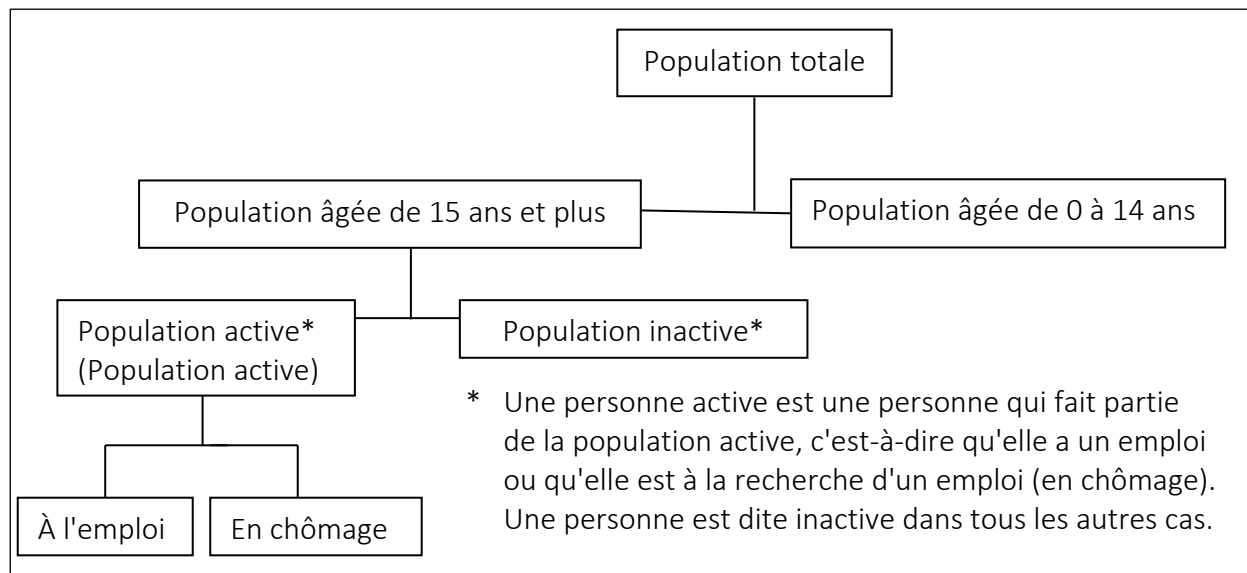 Population totale
Population âgée de 15 ans et plus
Population âgée de 0 à 14 ans
Population active*
(Population active)
Population inactive*
* Une personne active est une personne qui fait partie
de la population active, c'est-à-dire qu'elle a un emploi
ou qu'elle est à la recherche d'un emploi (en chômage).
Une personne est dite inactive dans tous les autres cas.
À l'emploi
En chômage